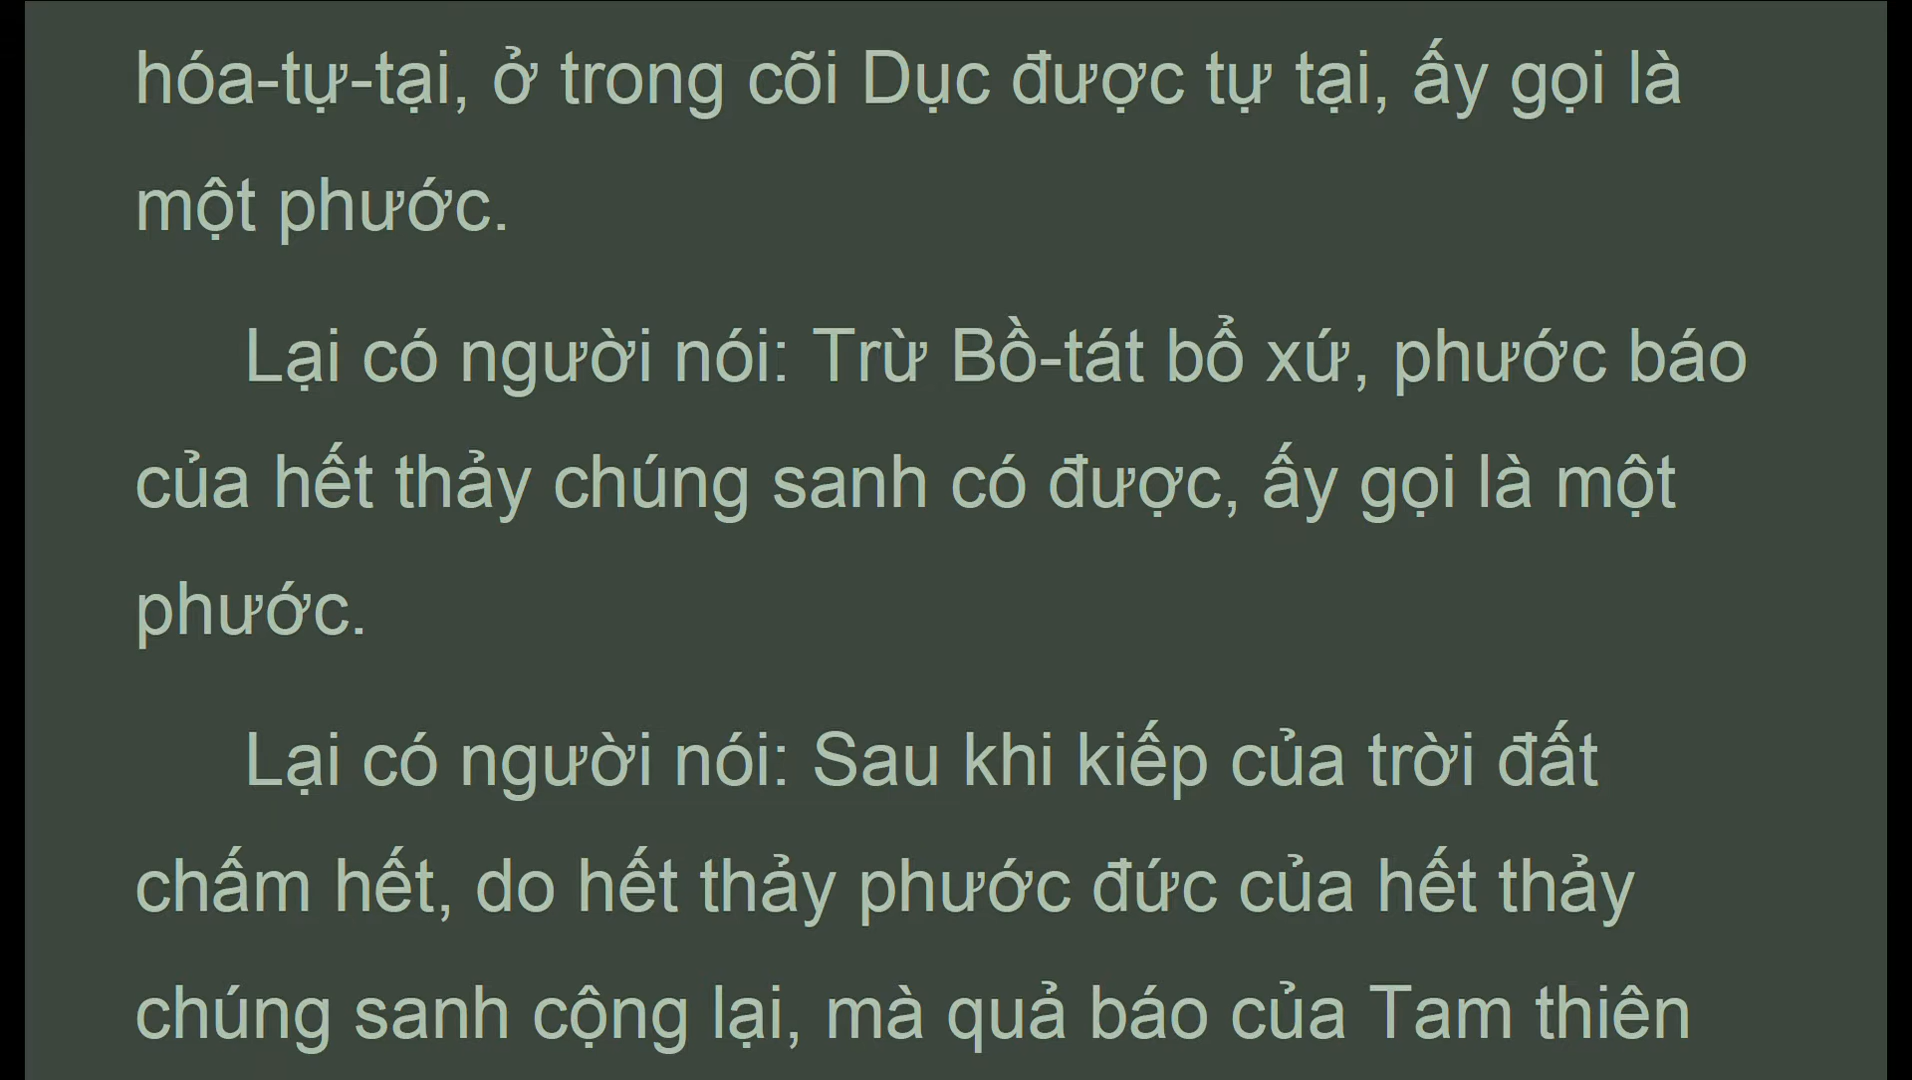 hóa-tự-tại, ở trong cõi Dục được tự tại, ấy gọi là
một phước.
Lại có người nói: Trừ Bồ-tát bổ xứ, phước báo
của hết thảy chúng sanh có được, ấy gọi là một
phước.
Lại có người nói: Sau khi kiếp của trời đất
chấm hết, do hết thảy phước đức của hết thảy
chúng sanh cộng lại, mà quả báo của Tam thiên